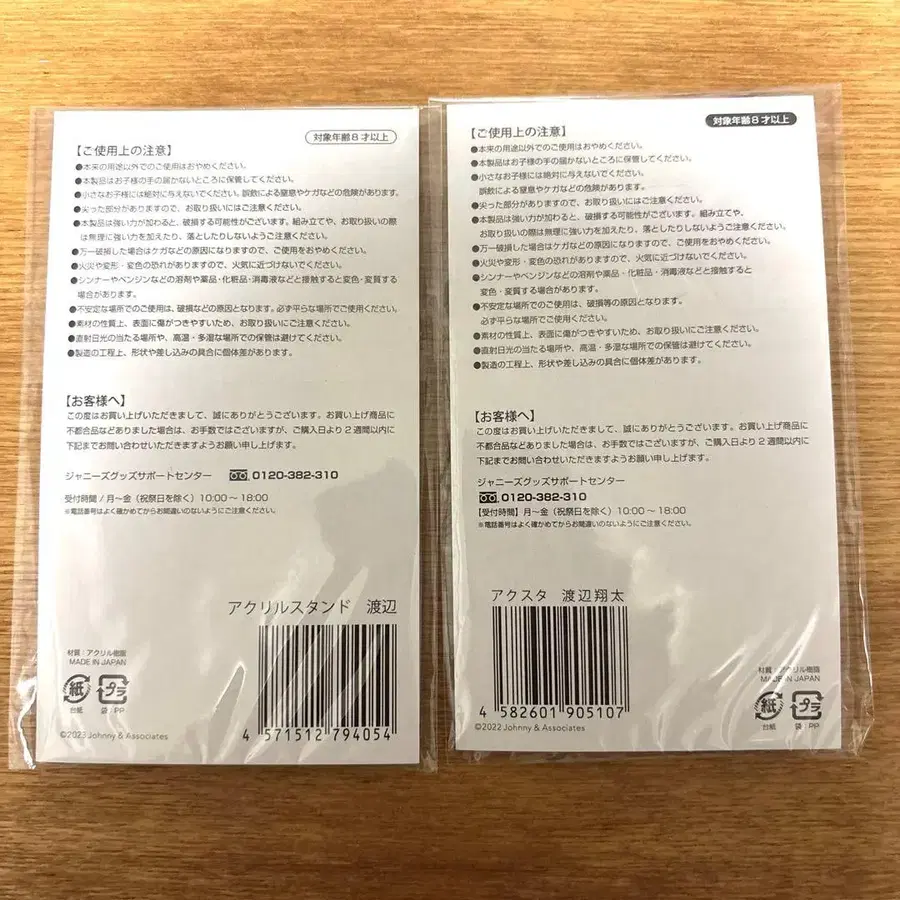 対象年齢8才以上
【ご使用上の注意】
●本来の用途以外でのご使用はおやめください。
●本製品はお子様の手の届かないところに保管してください。
●小さなお子様には絶対に与えないでください。誤飲による窒息やケガなどの危険があります。
●尖った部分がありますので、お取り扱いにはご注意ください。
●本製品は強い力が加わると、破損する可能性がございます。組み立てや、お取り扱いの際
は無理に強い力を加えたり、落としたりしないようご注意ください。
●万一破損した場合はケガなどの原因になりますので、ご使用をおやめください。
●火災や変形・変色の恐れがありますので、火気に近づけないでください。
●シンナーやベンジンなどの溶剤や薬品・化粧品・消毒液などと接触すると変色・変質する
場合があります。
●不安定な場所でのご使用は、破損などの原因となります。必ず平らな場所でご使用ください。
●素材の性質上、表面に傷がつきやすいため、お取り扱いにご注意ください。
●直射日光の当たる場所や、高温・多湿な場所での保管は避けてください。
●製造の工程上、形状や差し込みの具合に個体差があります。
【お客様へ】
この度はお買い上げいただきまして、誠にありがとうございます。お買い上げ商品に
不都合品などありました場合は、お手数ではございますが、ご購入日より2週間以内に
下記までお問い合わせいただきますようお願い申し上げます。
ジャニーズグッズサポートセンター 0120-382-310
受付時間/月~金（祝祭日を除く）10:00~18:00
※電話番号はよく確かめてからお間違いのないようにご注意ください。
アクリルスタンド 渡辺
材質：アクリル樹脂
MADE IN JAPAN
紙 プラ
台紙 袋：PP
4 571512 794054
©2023 Johnny & Associates
対象年齢8才以上
【ご使用上の注意】
●本来の用途以外でのご使用はおやめください。
●本製品はお子様の手の届かないところに保管してください。
●小さなお子様には絶対に与えないでください。
誤飲による窒息やケガなどの危険があります。
●尖った部分がありますので、お取り扱いにはご注意ください。
●本製品は強い力が加わると、破損する可能性がございます。組み立てや、
お取り扱いの際は無理に強い力を加えたり、落としたりしないようご注意ください。
●万一破損した場合はケガなどの原因になりますので、ご使用をおやめください。
●火災や変形・変色の恐れがありますので、火気に近づけないでください。
●シンナーやベンジンなどの溶剤や薬品・化粧品・消毒液などと接触すると
変色・変質する場合があります。
●不安定な場所でのご使用は、破損等の原因となります。
必ず平らな場所でご使用ください。
●素材の性質上、表面に傷がつきやすいため、お取り扱いにご注意ください。
●直射日光の当たる場所や、高温・多湿な場所での保管は避けてください。
●製造の工程上、形状や差し込みの具合に個体差があります。
【お客様へ】
この度はお買い上げいただきまして、誠にありがとうございます。お買い上げ商品に
不都合品などありました場合は、お手数ではございますが、ご購入日より2週間以内に
下記までお問い合わせいただきますようお願い申し上げます。
ジャニーズグッズサポートセンター
0120-382-310
【受付時間】月~金（祝祭日を除く）10:00~18:00
※電話番号はよく確かめてからお間違いのないようにご注意ください。
アクスタ 渡辺翔太
4 582601 905107
材質：アクリル樹脂
MADE IN JAPAN
紙 プラ
台紙 袋：PP
©2022 Johnny & Associates